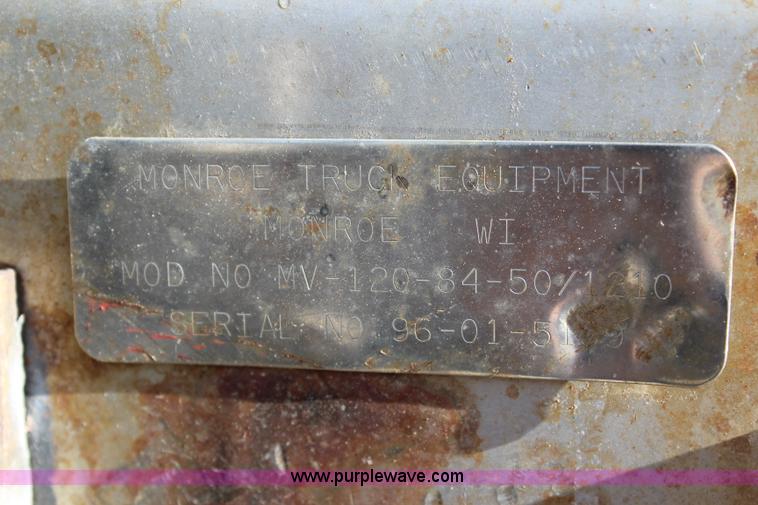 MONROE TRUCK EQUIPMENT
MONROE WI
MOD NO MV-120-84-50/1210
SERIAL NO
www.purplewave.com